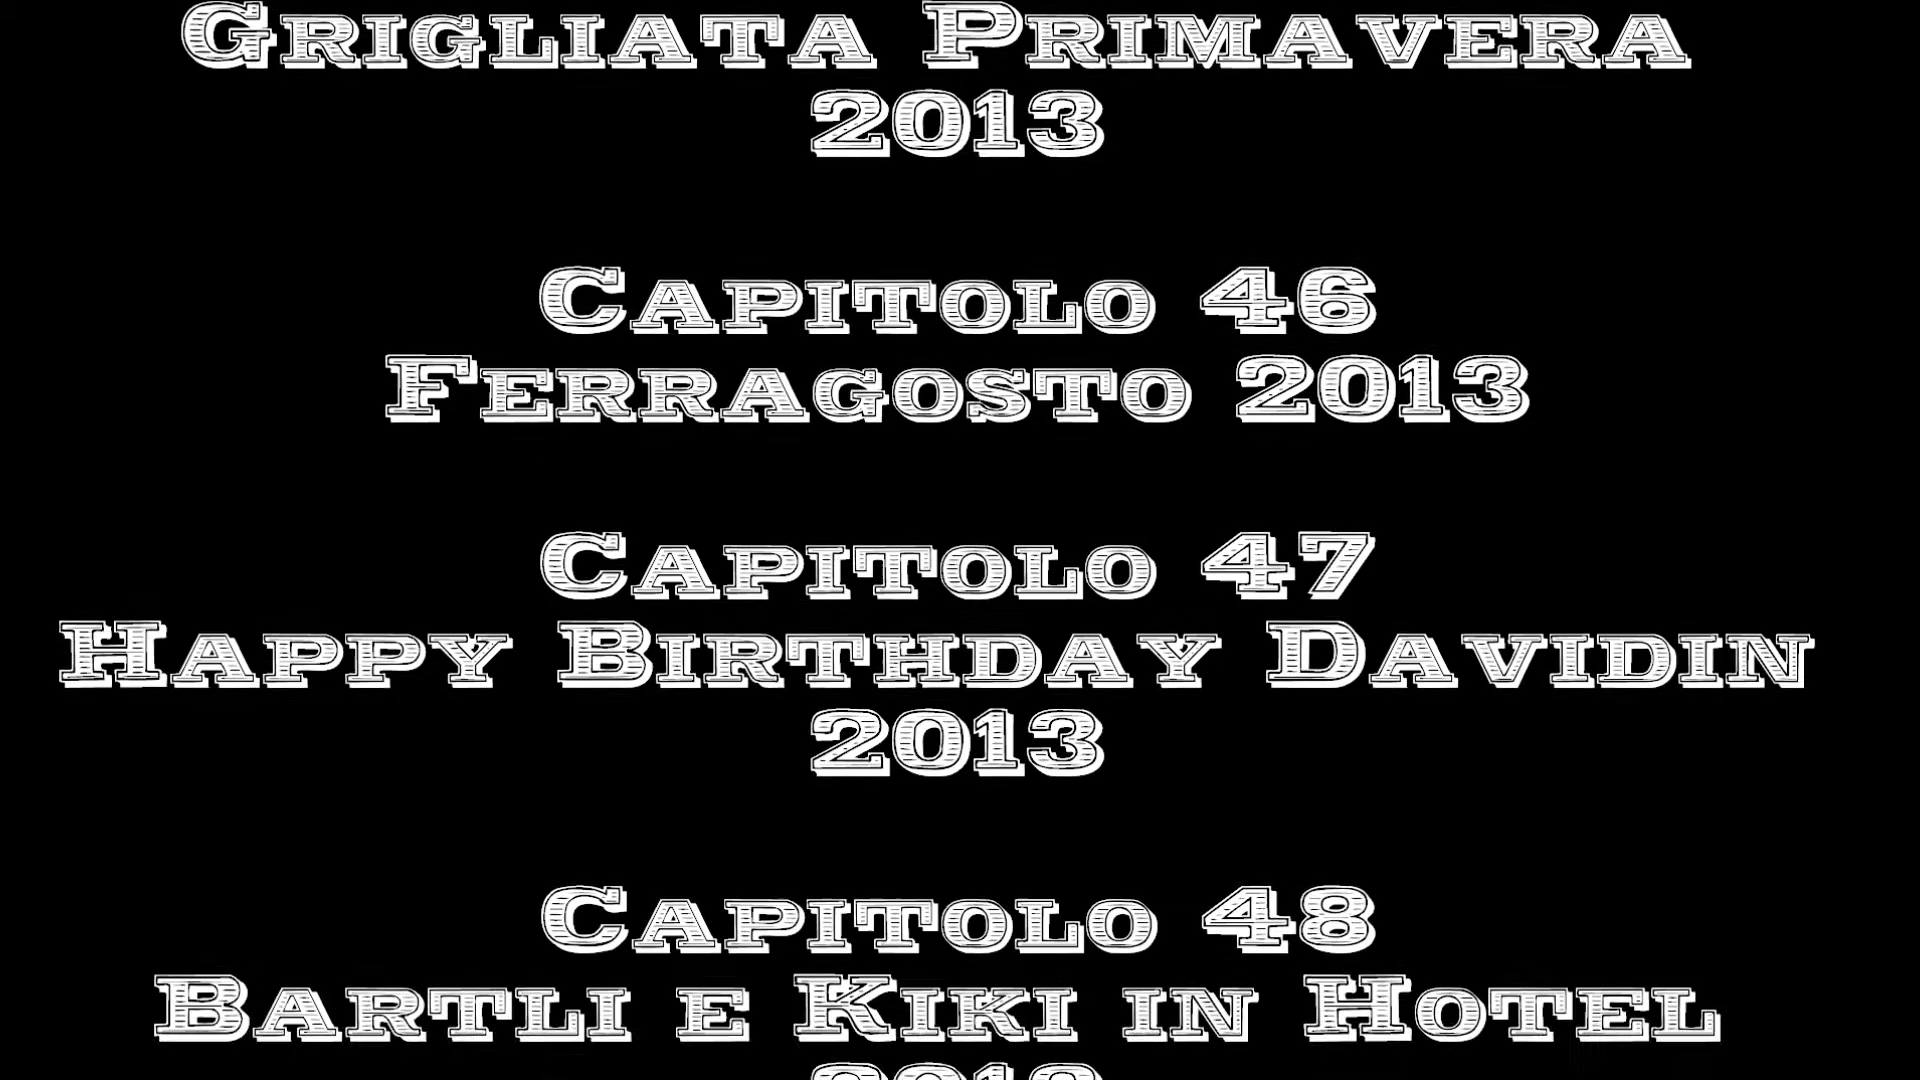 Grigliata Primavera
2013
Capitolo 46
Ferragosto 2013
Capitolo 47
Happy Birthday Davidin
2013
Capitolo 48
Bartli e Kiki in Hotel